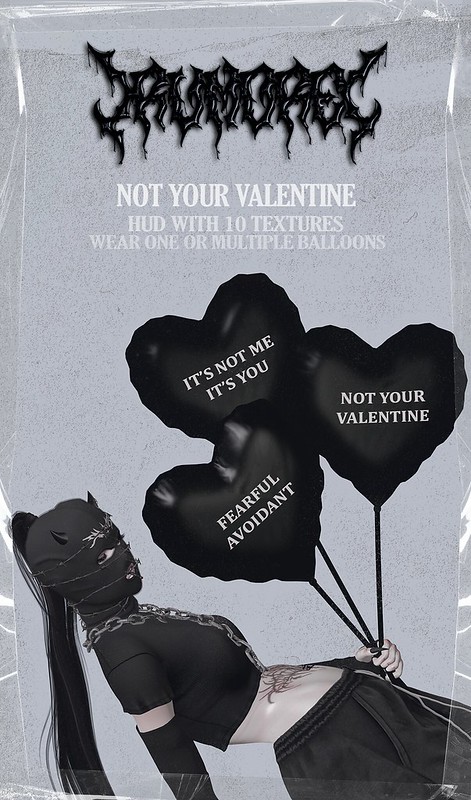 NOT YOUR VALENTINE
HUD WITH 10 TEXTURES
WEAR ONE OR MULTIPLE BALLOONS
IT'S NOT ME
IT'S YOU
NOT YOUR
VALENTINE
FEARFUL
AVOIDANT